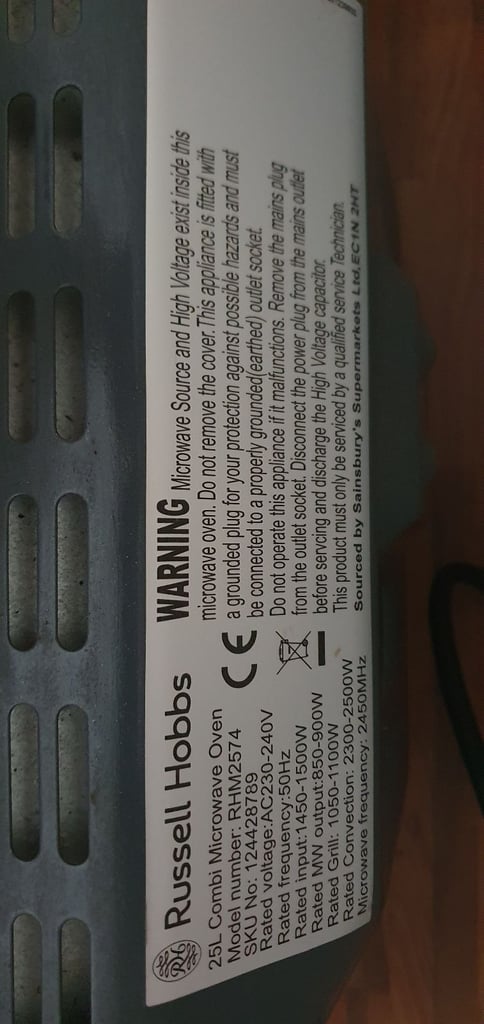 Russell Hobbs
25L Combi Microwave Oven
Model number: RHM2574
SKU No: 124428789
Rated voltage:AC230-240V
Rated frequency:50Hz
Rated input:1450-1500W
Rated MW output:850-900W
Rated Grill: 1050-1100W
Rated Convection: 2300-2500W
Microwave frequency: 2450MHz
CE
WARNING Microwave Source and High Voltage exist inside this
microwave oven. Do not remove the cover. This appliance is fitted with
a grounded plug for your protection against possible hazards and must
be connected to a properly grounded(earthed) outlet socket.
Do not operate this appliance if it malfunctions. Remove the mains plug
from the outlet socket. Disconnect the power plug from the mains outlet
before servicing and discharge the High Voltage capacitor.
This product must only be serviced by a qualified service Technician.
Sourced by Sainsbury's Supermarkets Ltd,EC1N 2HT